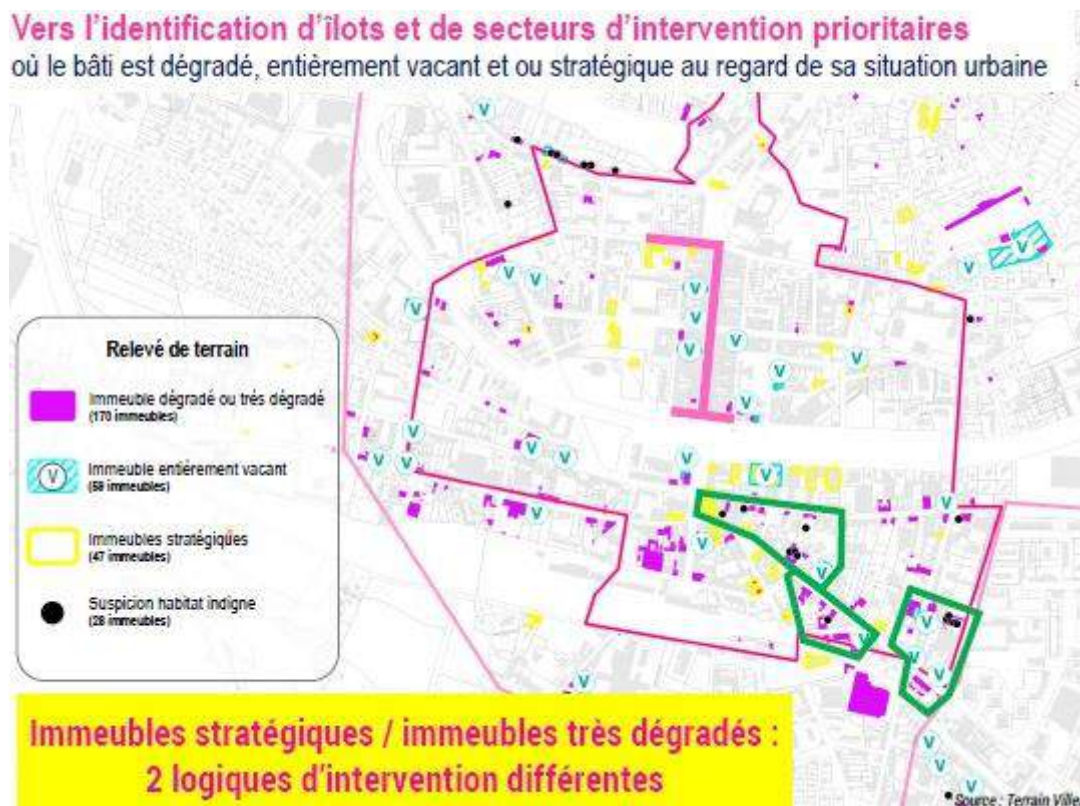 Vers l'identification d'îlots et de secteurs d'intervention prioritaires
où le bâti est dégradé, entièrement vacant et ou stratégique au regard de sa situation urbaine
Relevé de terrain
Immeuble dégradé ou trés dégradé
(170 immeubles)
V
Immeuble entièrement vacant
(59 immeubles)
Immeubles stratégiques
(47 immeubles)
Suspicion habitat indigne
(28 immeubles)
Immeubles stratégiques / immeubles très dégradés :
2 logiques d'intervention différentes
Source : Terrain Ville